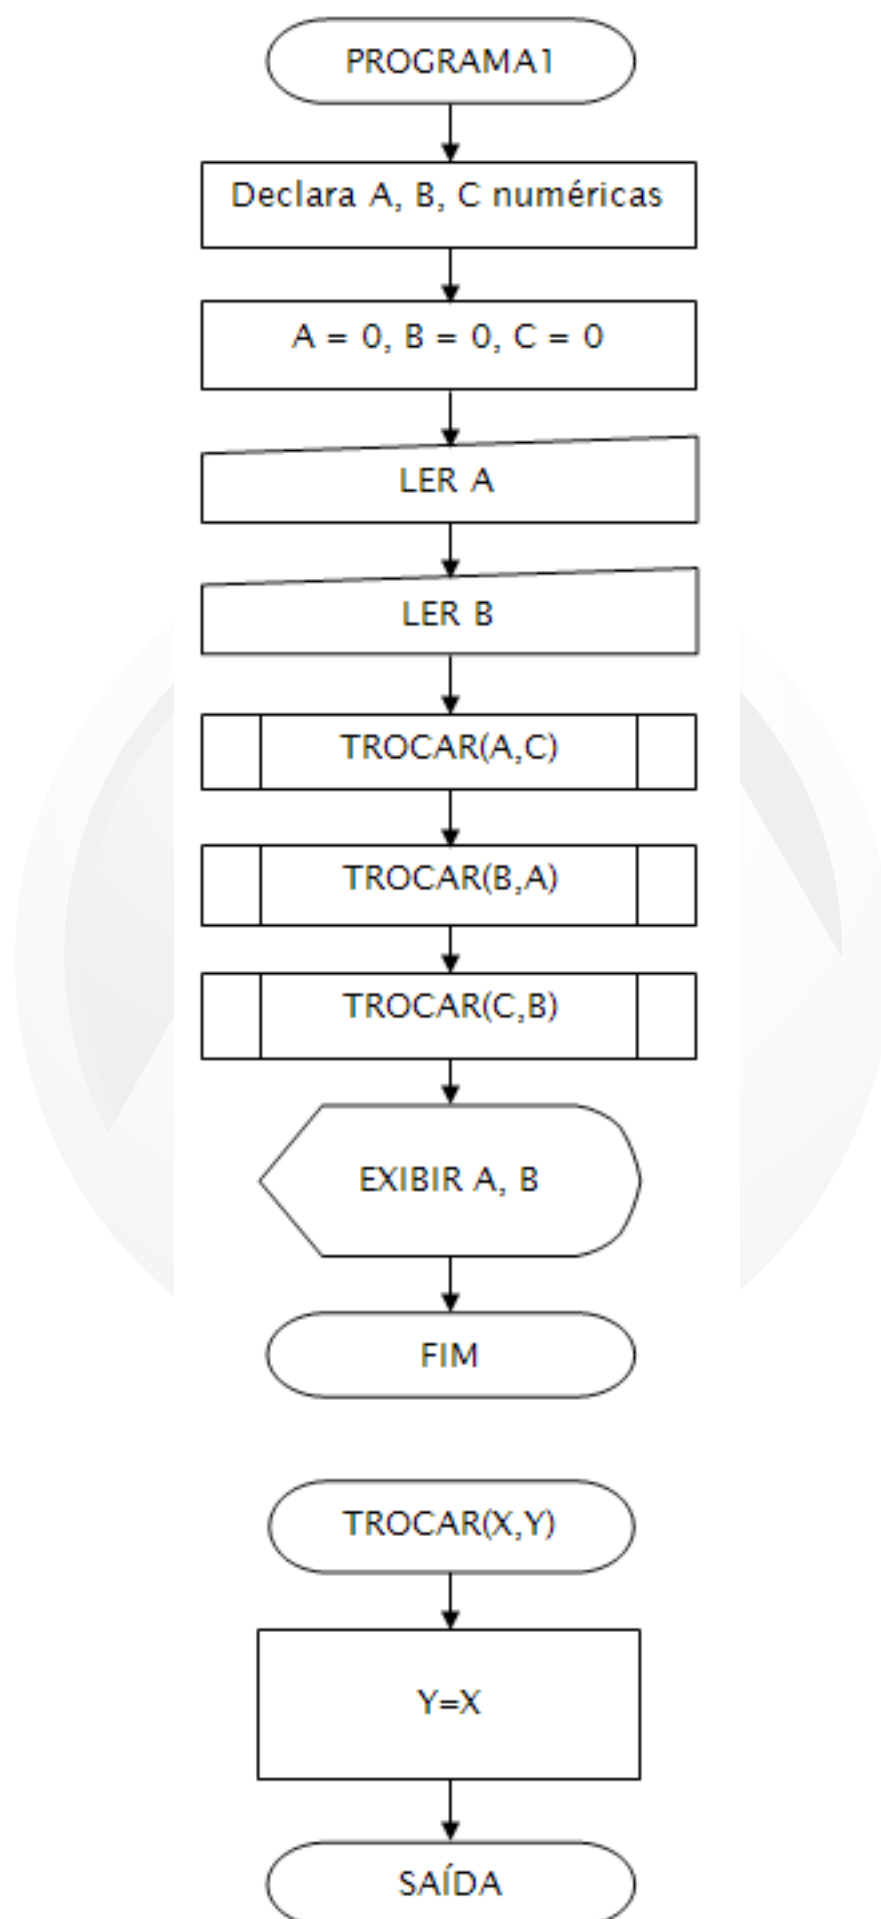 PROGRAMA1
Declara A, B, C numéricas
A = 0, B = 0, C = 0
LER A
LER B
TROCAR(A,C)
TROCAR(B,A)
TROCAR(C,B)
EXIBIR A, B
FIM
TROCAR(X,Y)
Y=X
SAÍDA